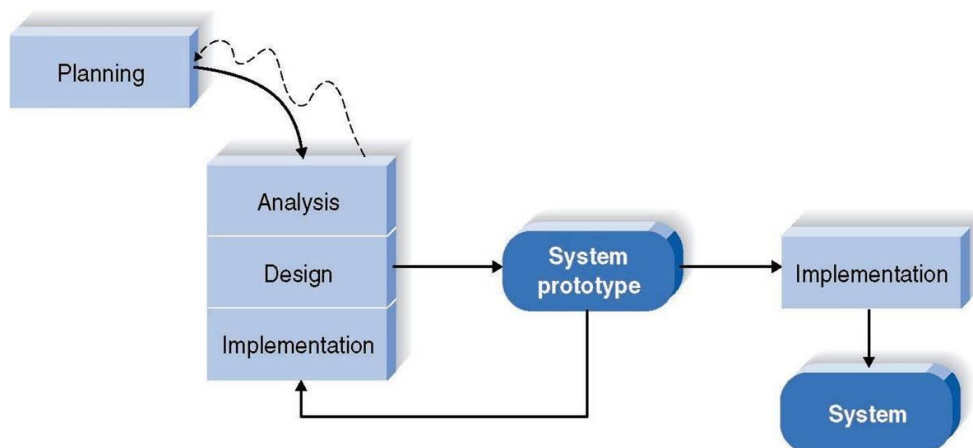 Planning
Analysis
Design
Implementation
System
prototype
Implementation
System